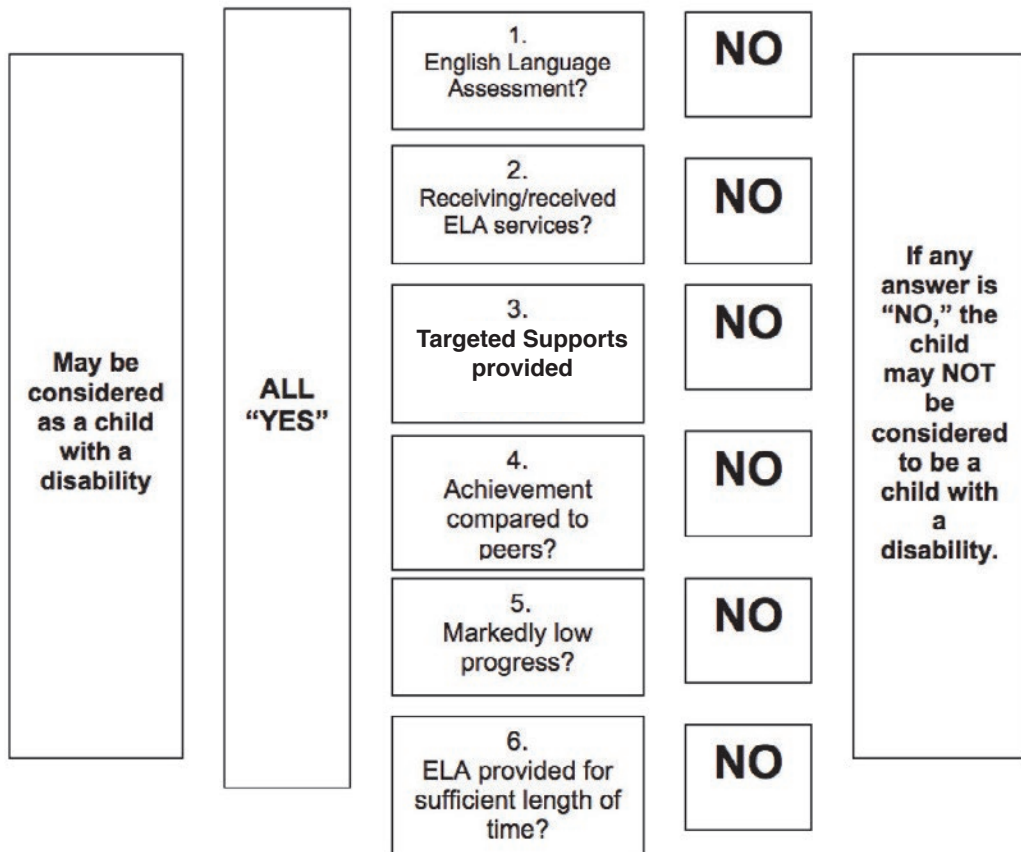 May be
considered
as a child
with a
disability
ALL
“YES”
1.
English Language
Assessment?
NO
2.
Receiving/received
ELA services?
NO
3.
Targeted Supports
provided
NO
4.
Achievement
compared to
peers?
NO
5.
Markedly low
progress?
NO
6.
ELA provided for
sufficient length of
time?
NO
If any
answer is
“NO,” the
child
may NOT
be
considered
to be a
child with
a
disability.